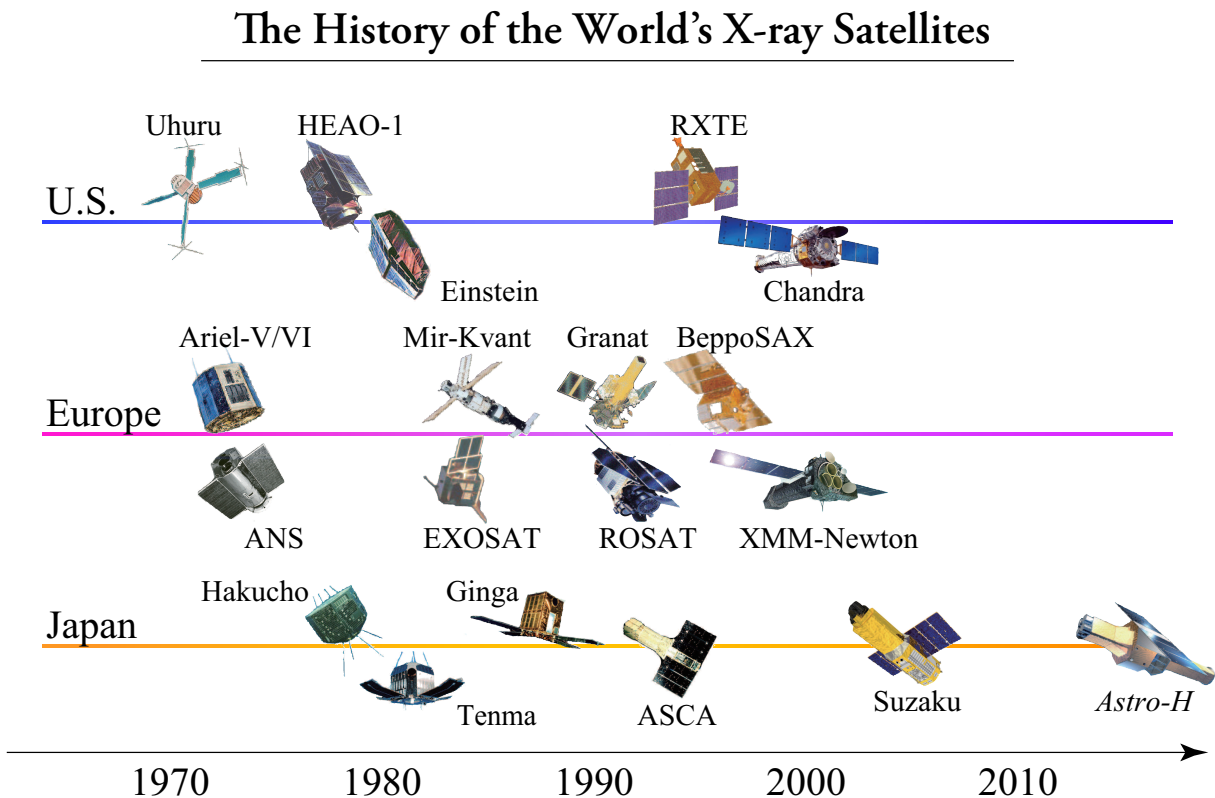 The History of the World’s X-ray Satellites
Uhuru
HEAO-1
RXTE
U.S.
Einstein
Chandra
Ariel-V/VI
Mir-Kvant
Granat
BeppoSAX
Europe
ANS
EXOSAT
ROSAT
XMM-Newton
Hakucho
Ginga
Japan
Tenma
ASCA
Suzaku
Astro-H
1970
1980
1990
2000
2010